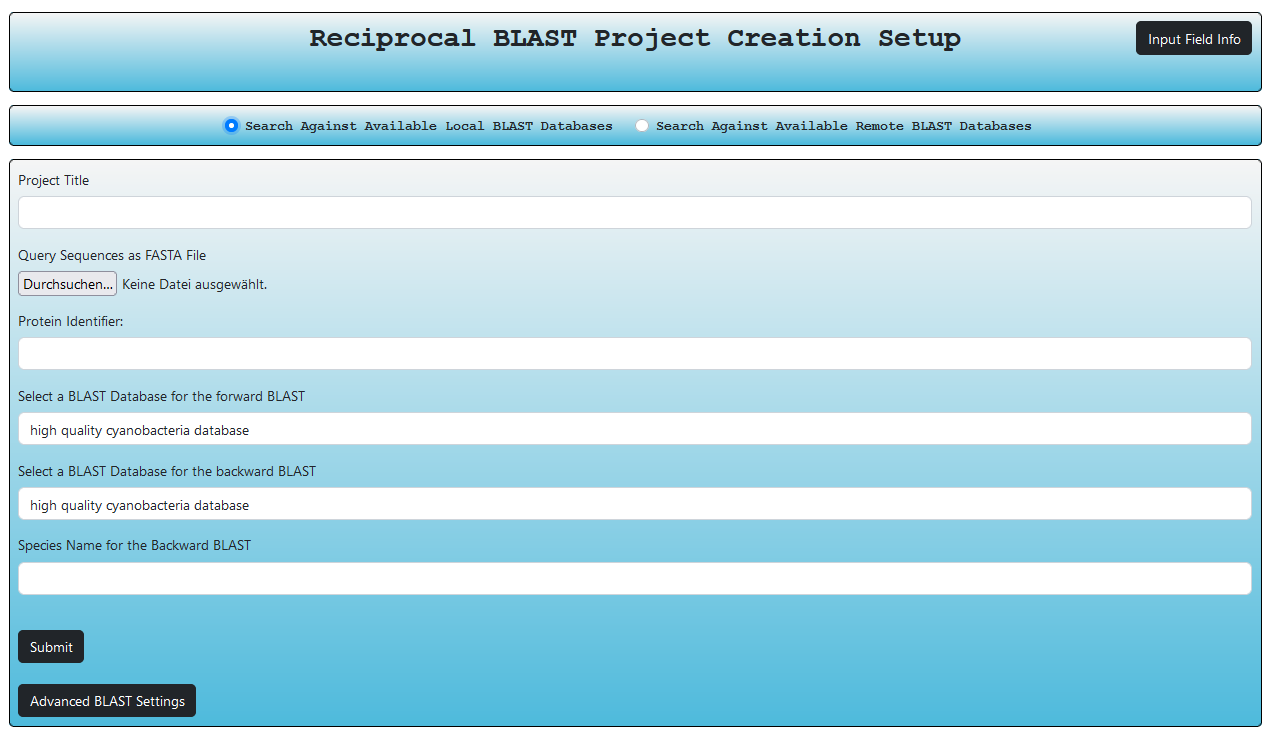 Reciprocal BLAST Project Creation Setup
Input Field Info
Search Against Available Local BLAST Databases
Search Against Available Remote BLAST Databases
Project Title
Query Sequences as FASTA File
Durchsuchen... Keine Datei ausgewählt.
Protein Identifier:
Select a BLAST Database for the forward BLAST
high quality cyanobacteria database
Select a BLAST Database for the backward BLAST
high quality cyanobacteria database
Species Name for the Backward BLAST
Submit
Advanced BLAST Settings